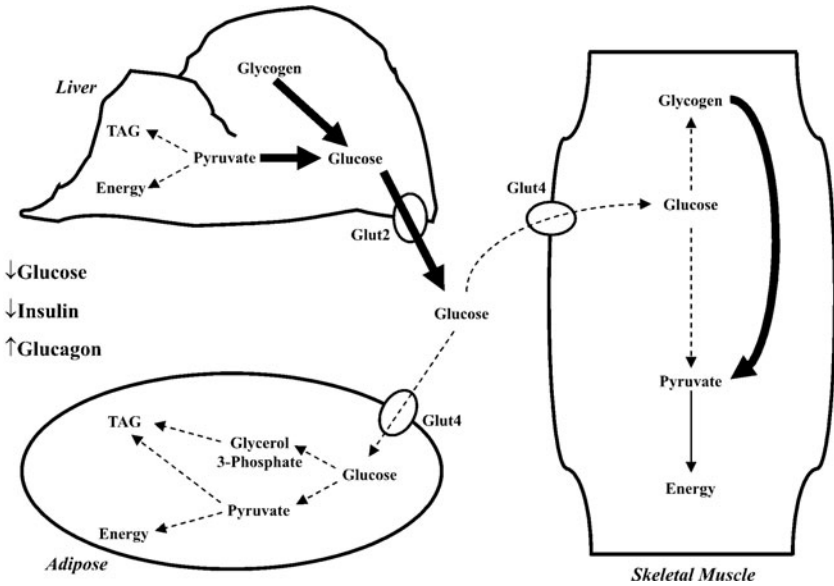 Liver
Glycogen
TAG
Pyruvate
Glucose
Energy
Glut2
↓Glucose
↓Insulin
↑Glucagon
Glucose
Glut4
TAG
Glycerol
3-Phosphate
Glucose
Pyruvate
Energy
Adipose
Glut4
Glycogen
Glucose
Pyruvate
Energy
Skeletal Muscle